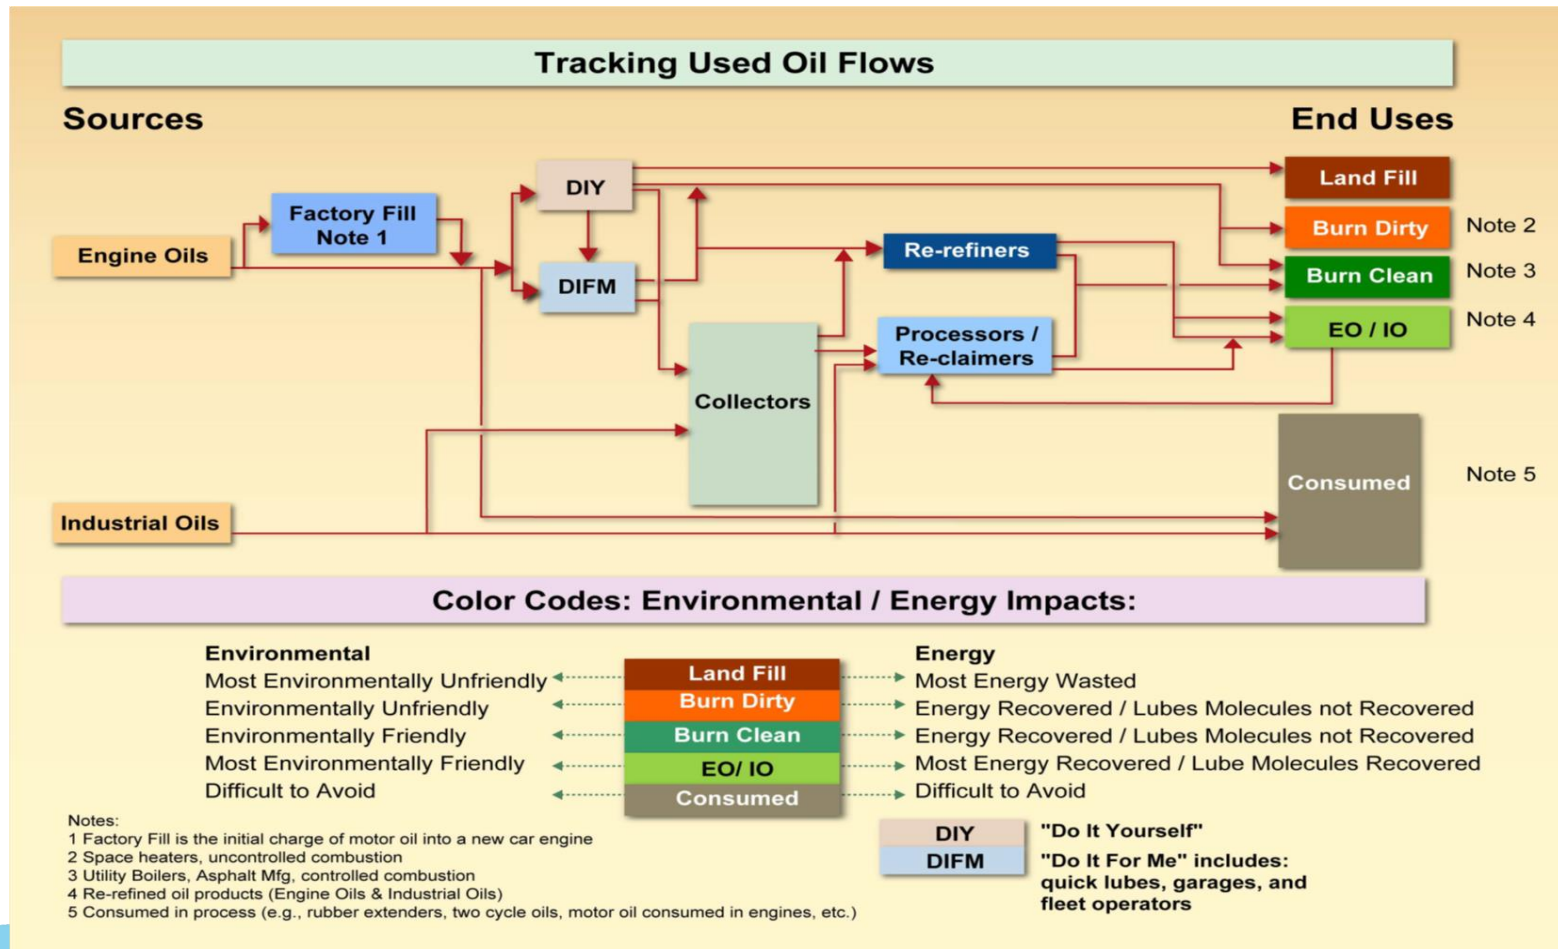 Tracking Used Oil Flows
Sources
End Uses
DIY
Land Fill
Factory Fill
Note 1
Burn Dirty
Note 2
Engine Oils
Re-refiners
Burn Clean
Note 3
DIFM
EO / IO
Note 4
Processors /
Re-claimers
Collectors
Consumed
Note 5
Industrial Oils
Color Codes: Environmental / Energy Impacts:
Environmental
Energy
Most Environmentally Unfriendly
Land Fill
Most Energy Wasted
Environmentally Unfriendly
Burn Dirty
Energy Recovered / Lubes Molecules not Recovered
Environmentally Friendly
Burn Clean
Energy Recovered / Lubes Molecules not Recovered
Most Environmentally Friendly
EO/ IO
Most Energy Recovered / Lube Molecules Recovered
Difficult to Avoid
Consumed
Difficult to Avoid
Notes:
1 Factory Fill is the initial charge of motor oil into a new car engine
2 Space heaters, uncontrolled combustion
3 Utility Boilers, Asphalt Mfg, controlled combustion
4 Re-refined oil products (Engine Oils & Industrial Oils)
5 Consumed in process (e.g., rubber extenders, two cycle oils, motor oil consumed in engines, etc.)
DIY
"Do It Yourself"
DIFM
"Do It For Me" includes:
quick lubes, garages, and
fleet operators